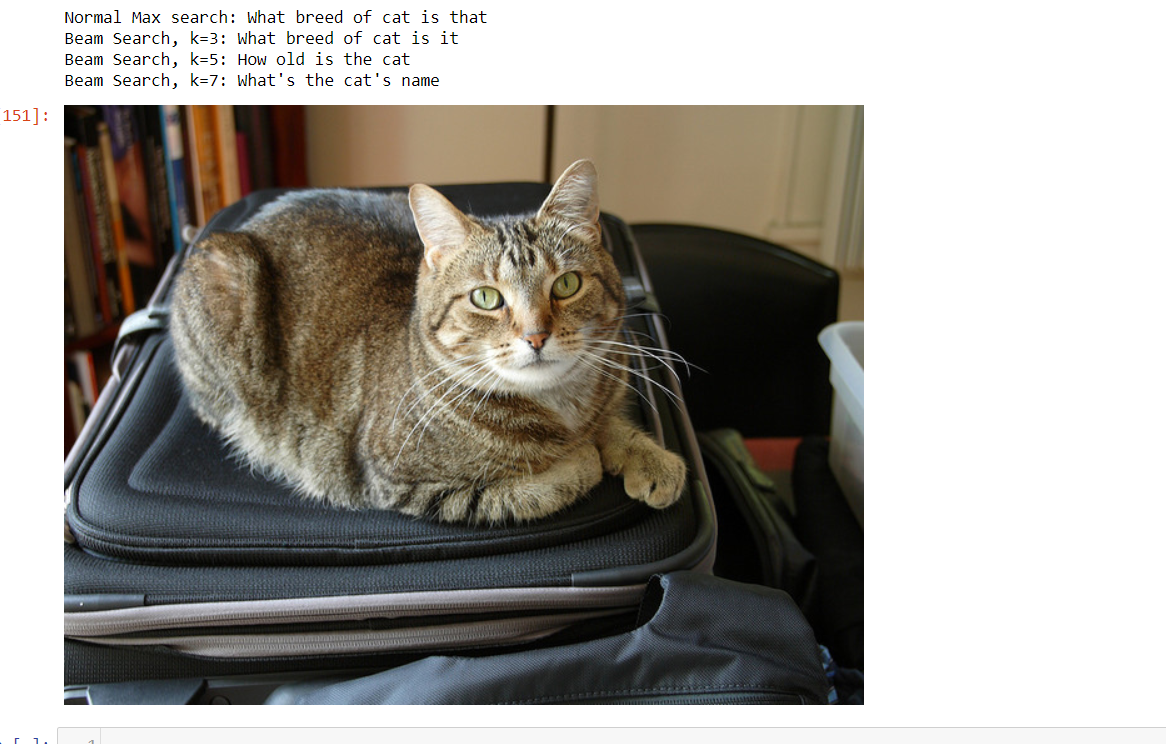 Normal Max search: What breed of cat is that
Beam Search, k=3: What breed of cat is it
Beam Search, k=5: How old is the cat
Beam Search, k=7: What's the cat's name
151]:
[ ]:
1